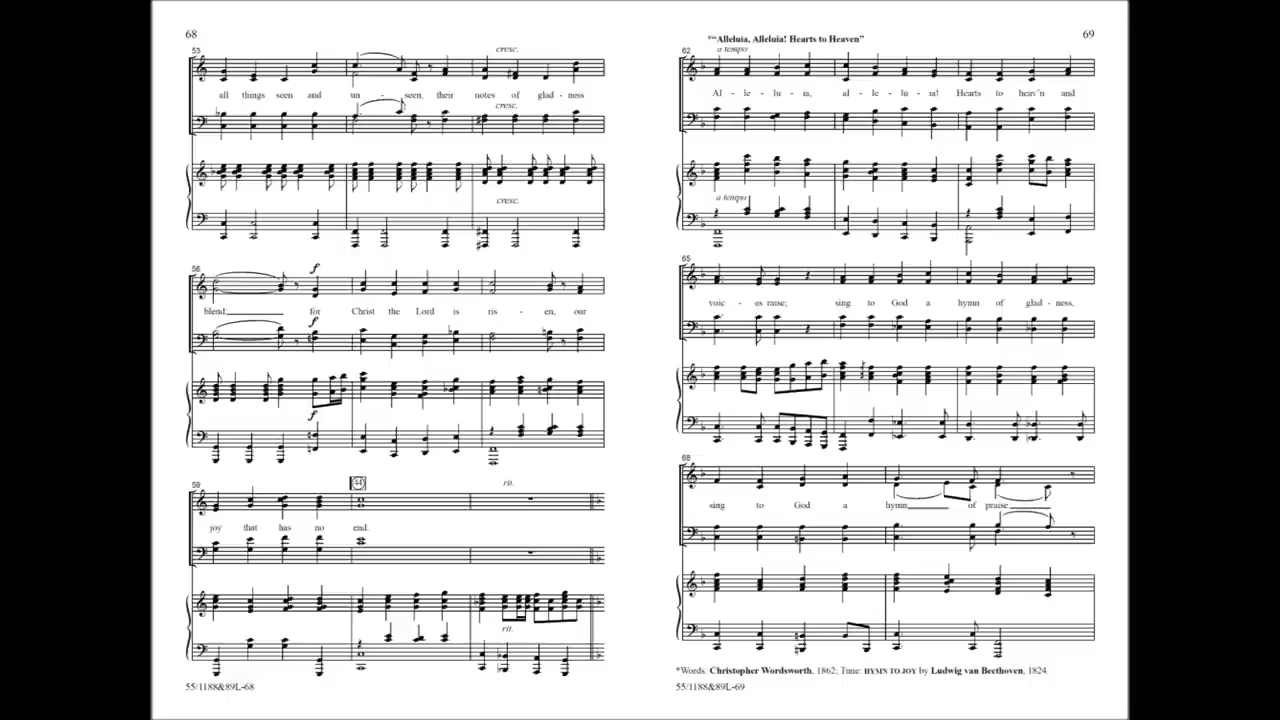 68
53
cresc.
all things seen and un - seen, their notes of glad - ness
cresc.
cresc.
56
f
blend; for Christ the Lord is ris - en, our
f
f
59
44
rit.
joy that has no end.
rit.
55/1188&89L-68
69
"Alleluia, Alleluia! Hearts to Heaven"
62
a tempo
Al - le - lu - ia, al - le - lu - ia! Hearts to heav'n and
a tempo
65
voic - es raise; sing to God a hymn of glad - ness,
68
sing to God a hymn of praise
*Words: Christopher Wordsworth, 1862; Tune: HYMN TO JOY by Ludwig van Beethoven, 1824.
55/1188&89L-69